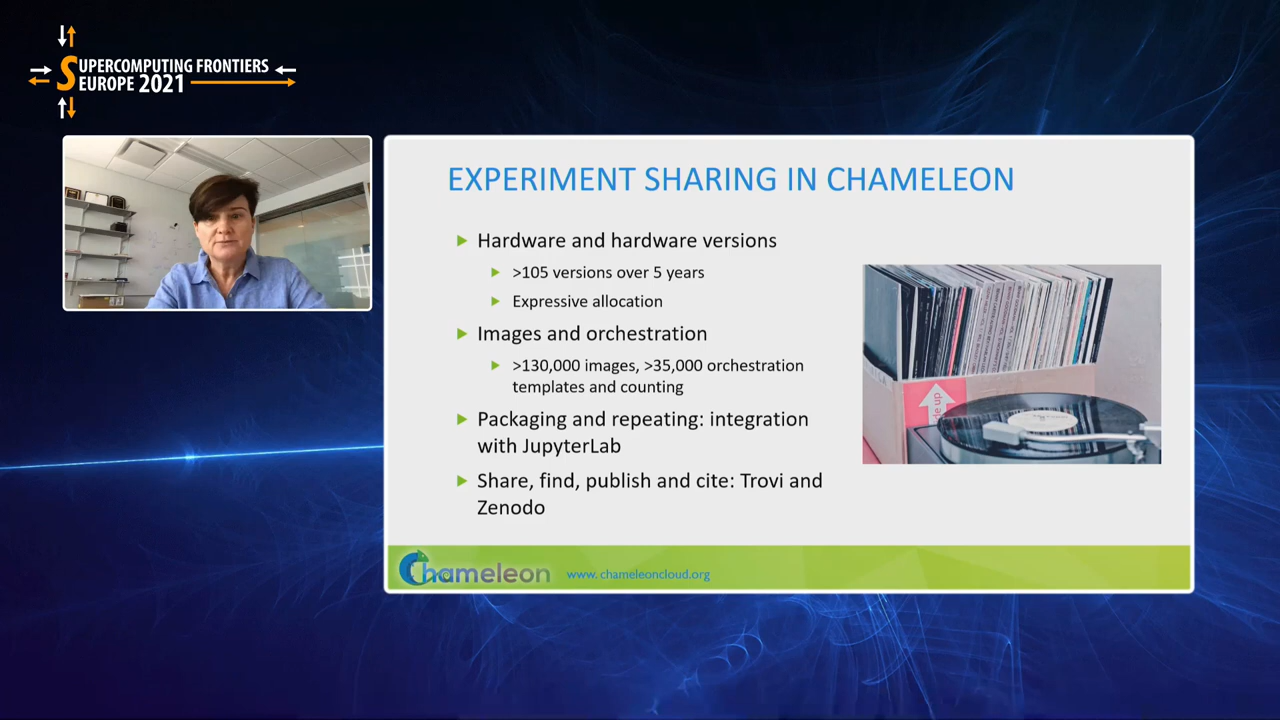 SUPERCOMPUTING FRONTIERS
EUROPE 2021
EXPERIMENT SHARING IN CHAMELEON
Hardware and hardware versions
>105 versions over 5 years
Expressive allocation
Images and orchestration
>130,000 images, >35,000 orchestration
templates and counting
Packaging and repeating: integration
with JupyterLab
Share, find, publish and cite: Trovi and
Zenodo
Chameleon
www.chameleoncloud.org